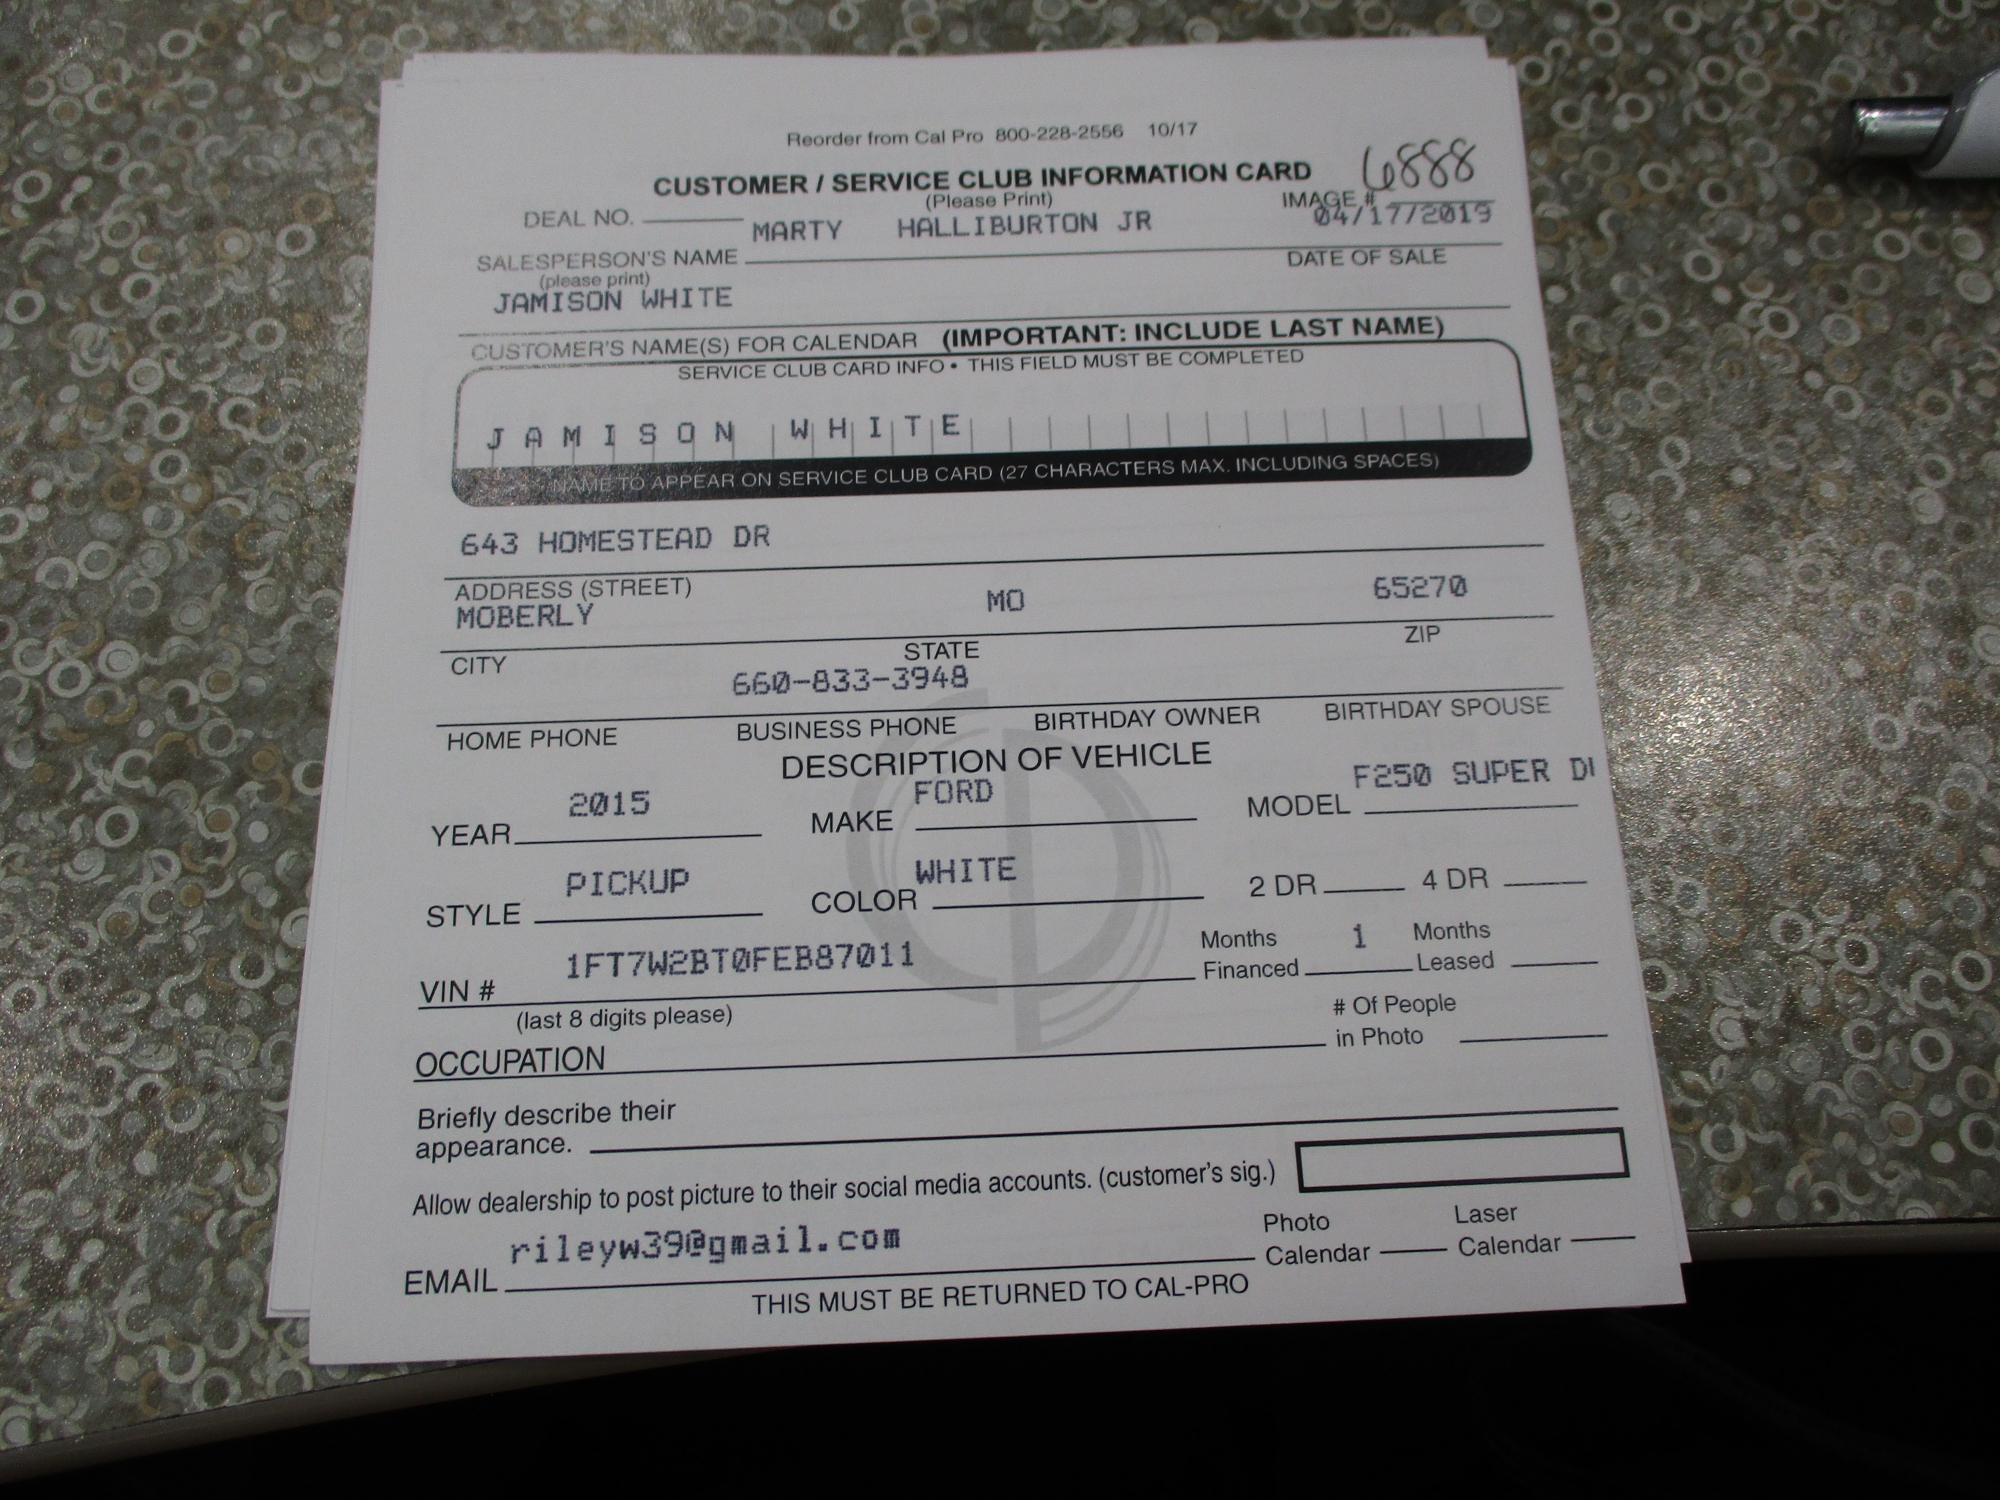 Reorder from Cal Pro 800-228-2556 10/17
CUSTOMER / SERVICE CLUB INFORMATION CARD 6888
(Please Print) IMAGE #
DEAL NO. MARTY HALLIBURTON JR 04/17/2019
SALESPERSON'S NAME DATE OF SALE
(please print)
JAMISON WHITE
CUSTOMER'S NAME(S) FOR CALENDAR (IMPORTANT: INCLUDE LAST NAME)
SERVICE CLUB CARD INFO • THIS FIELD MUST BE COMPLETED
JAMISON WHITE
NAME TO APPEAR ON SERVICE CLUB CARD (27 CHARACTERS MAX. INCLUDING SPACES)
643 HOMESTEAD DR
ADDRESS (STREET)
MOBERLY MO 65270
CITY STATE ZIP
660-833-3948
HOME PHONE BUSINESS PHONE BIRTHDAY OWNER BIRTHDAY SPOUSE
DESCRIPTION OF VEHICLE
2015 FORD F250 SUPER
YEAR MAKE MODEL
PICKUP WHITE
STYLE COLOR 2 DR 4 DR
1FT7W2BT0FEB87011 Months 1 Months
VIN # Financed Leased
(last 8 digits please) # Of People
OCCUPATION in Photo
Briefly describe their
appearance.
Allow dealership to post picture to their social media accounts. (customer's sig.)
rileyw39@gmail.com Photo Laser
EMAIL Calendar Calendar
THIS MUST BE RETURNED TO CAL-PRO